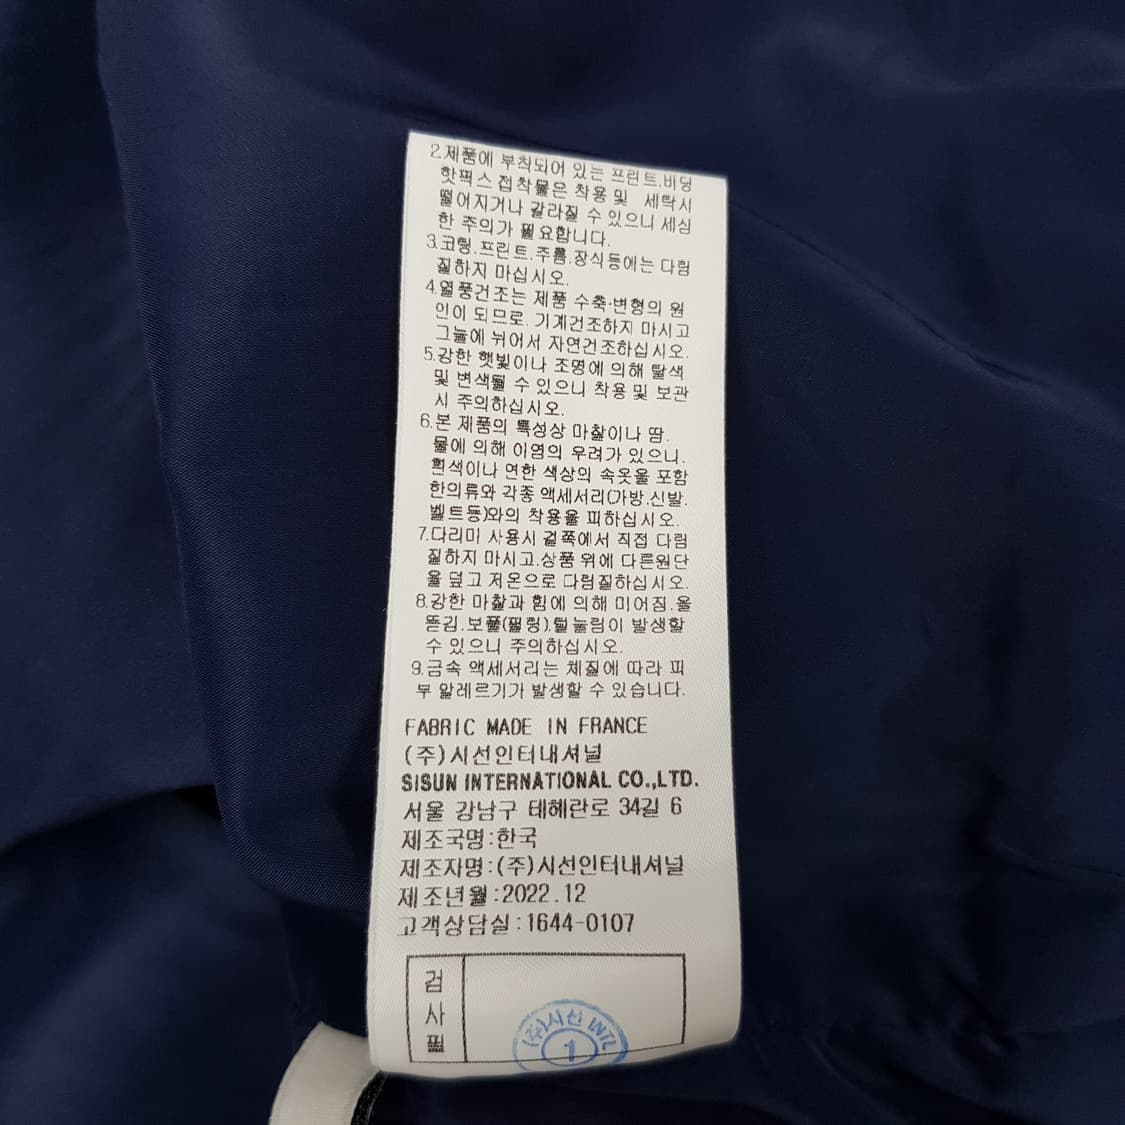 2.제품에 부착되어 있는 프린트.바딩
핫픽스 접착물은 착용 및 세탁시
떨어지거나 갈라질 수 있으니 세심
한 주의가 필요합니다.
3.코팅.프린트.주름.장식등에는 다림
질하지 마십시오.
4.열풍건조는 제품 수축·변형의 원
인이 되므로. 기계건조하지 마시고
그늘에 뉘어서 자연건조하십시오.
5.강한 햇빛이나 조명에 의해 탈색
및 변색될 수 있으니 착용 및 보관
시 주의하십시오.
6.본 제품의 특성상 마찰이나 땀.
물에 의해 이염의 우려가 있으니.
흰색이나 연한 색상의 속옷을 포함
한의류와 각종 액세서리(가방.신발.
벨트등)와의 착용을 피하십시오.
7.다리미 사용시 겉쪽에서 직접 다림
질하지 마시고.상품 위에 다른원단
을 덮고 저온으로 다림질하십시오.
8.강한 마찰과 힘에 의해 미어짐.올
뜯김.보풀(필링),털눌림이 발생할
수 있으니 주의하십시오.
9.금속 액세서리는 체질에 따라 피
부 알레르기가 발생할 수 있습니다.
FABRIC MADE IN FRANCE
(주)시선인터내셔널
SISUN INTERNATIONAL CO.,LTD.
서울 강남구 테헤란로 34길 6
제조국명:한국
제조자명:(주)시선인터내셔널
제조년월:2022.12
고객상담실:1644-0107
검사필
(주)시선 INTL
1